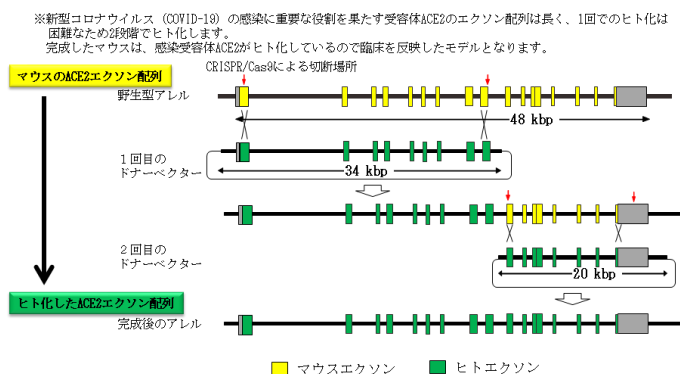 ※新型コロナウイルス (COVID-19) の感染に重要な役割を果たす受容体ACE2のエクソン配列は長く、1回でのヒト化は
困難なため2段階でヒト化します。
完成したマウスは、感染受容体ACE2がヒト化しているので臨床を反映したモデルとなります。
マウスのACE2エクソン配列
CRISPR/Cas9による切断場所
野生型アレル
48 kbp
1回目の
ドナーベクター
34 kbp
2回目の
ドナーベクター
20 kbp
ヒト化したACE2エクソン配列
完成後のアレル
マウスエクソン
ヒトエクソン